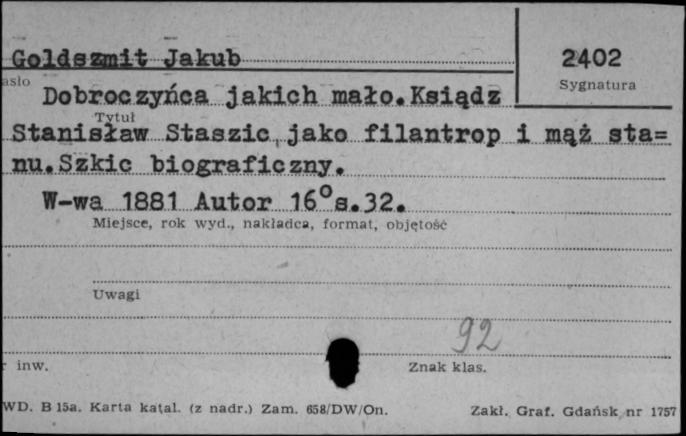 Goldszmit Jakub
2402
asło
Sygnatura
Dobroczyńca jakich mało.Ksiądz
Tytuł
Stanisław Staszic jako filantrop i mąż sta=
nu.Szkic biograficzny.
W-wa 1881 Autor 16° s.32.
Miejsce, rok wyd., nakładca, format, objętość
Uwagi
92
r inw.
Znak klas.
WD. B 15a. Karta katal. (z nadr.) Zam. 658/DW/On.
Zakł. Graf. Gdańsk, nr 1757